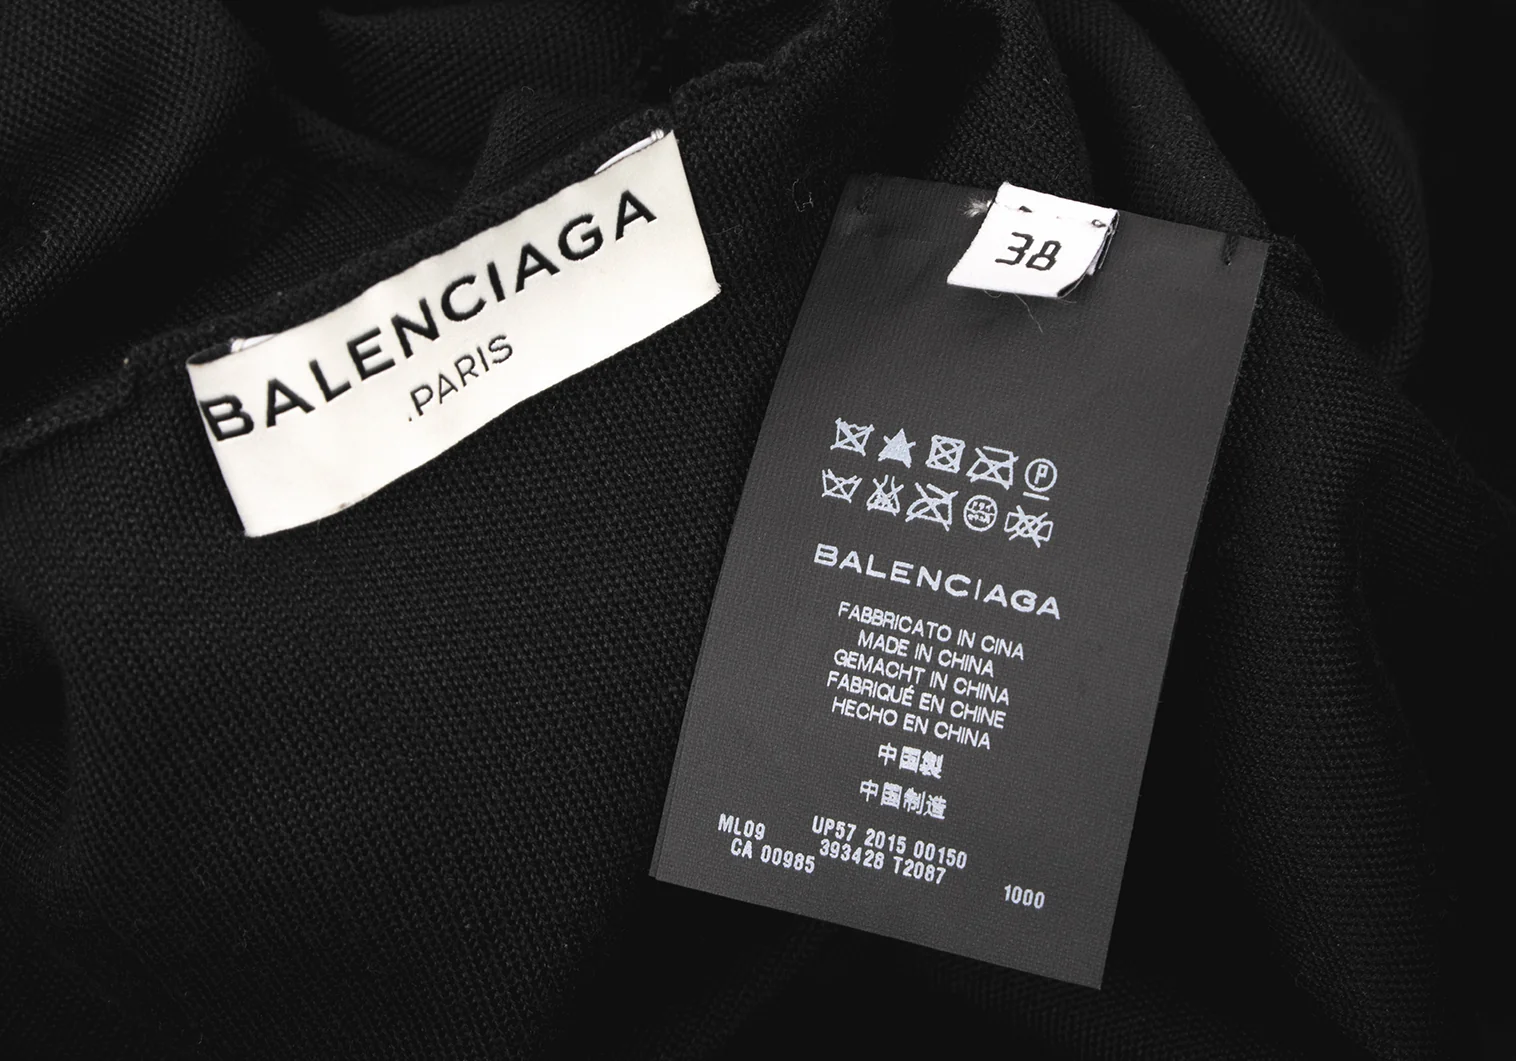 BALENCIAGA
.PARIS
38
P
BALENCIAGA
FABBRICATO IN CINA
MADE IN CHINA
GEMACHT IN CHINA
FABRIQUÉ EN CHINE
HECHO EN CHINA
中国製
中国制造
ML09 UP57 2015 00150
CA 00985 393428 T2087
1000